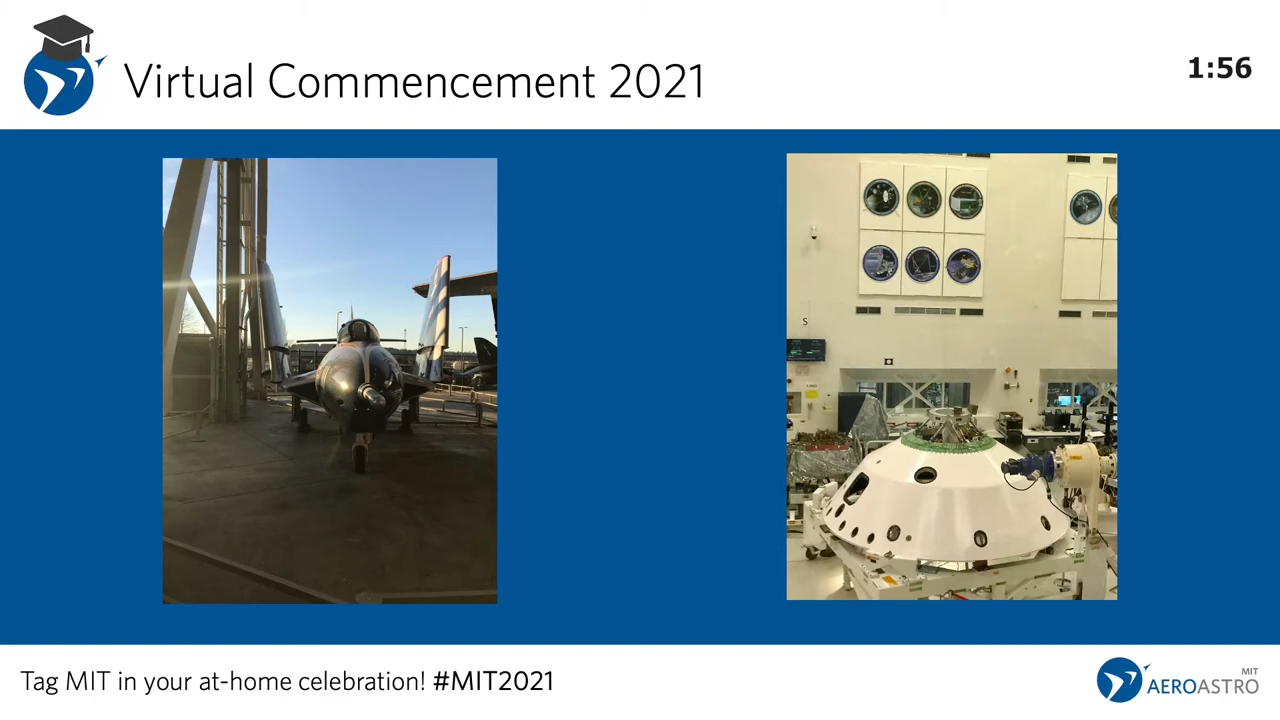 Virtual Commencement 2021
1:56
S
Tag MIT in your at-home celebration! #MIT2021
MIT
AEROASTRO